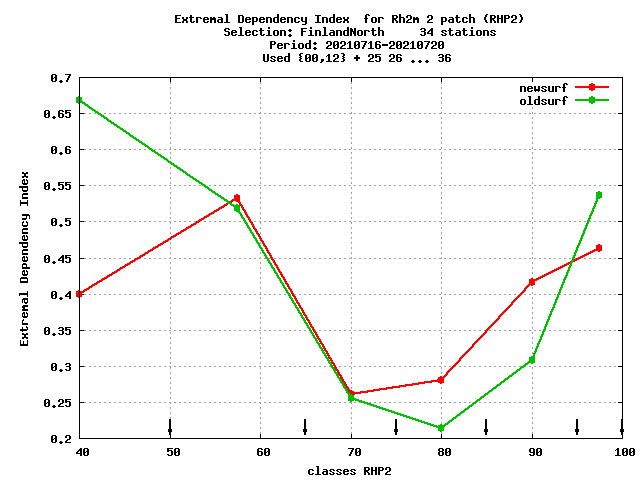 Extremal Dependency Index  for Rh2m 2 patch (RHP2)
Selection: FinlandNorth     34 stations
Period: 20210716-20210720
Used {00,12} + 25 26 ... 36
newsurf
oldsurf
0.7
0.65
0.6
0.55
0.5
0.45
0.4
0.35
0.3
0.25
0.2
Extremal Dependency Index
40 50 60 70 80 90 100
classes RHP2